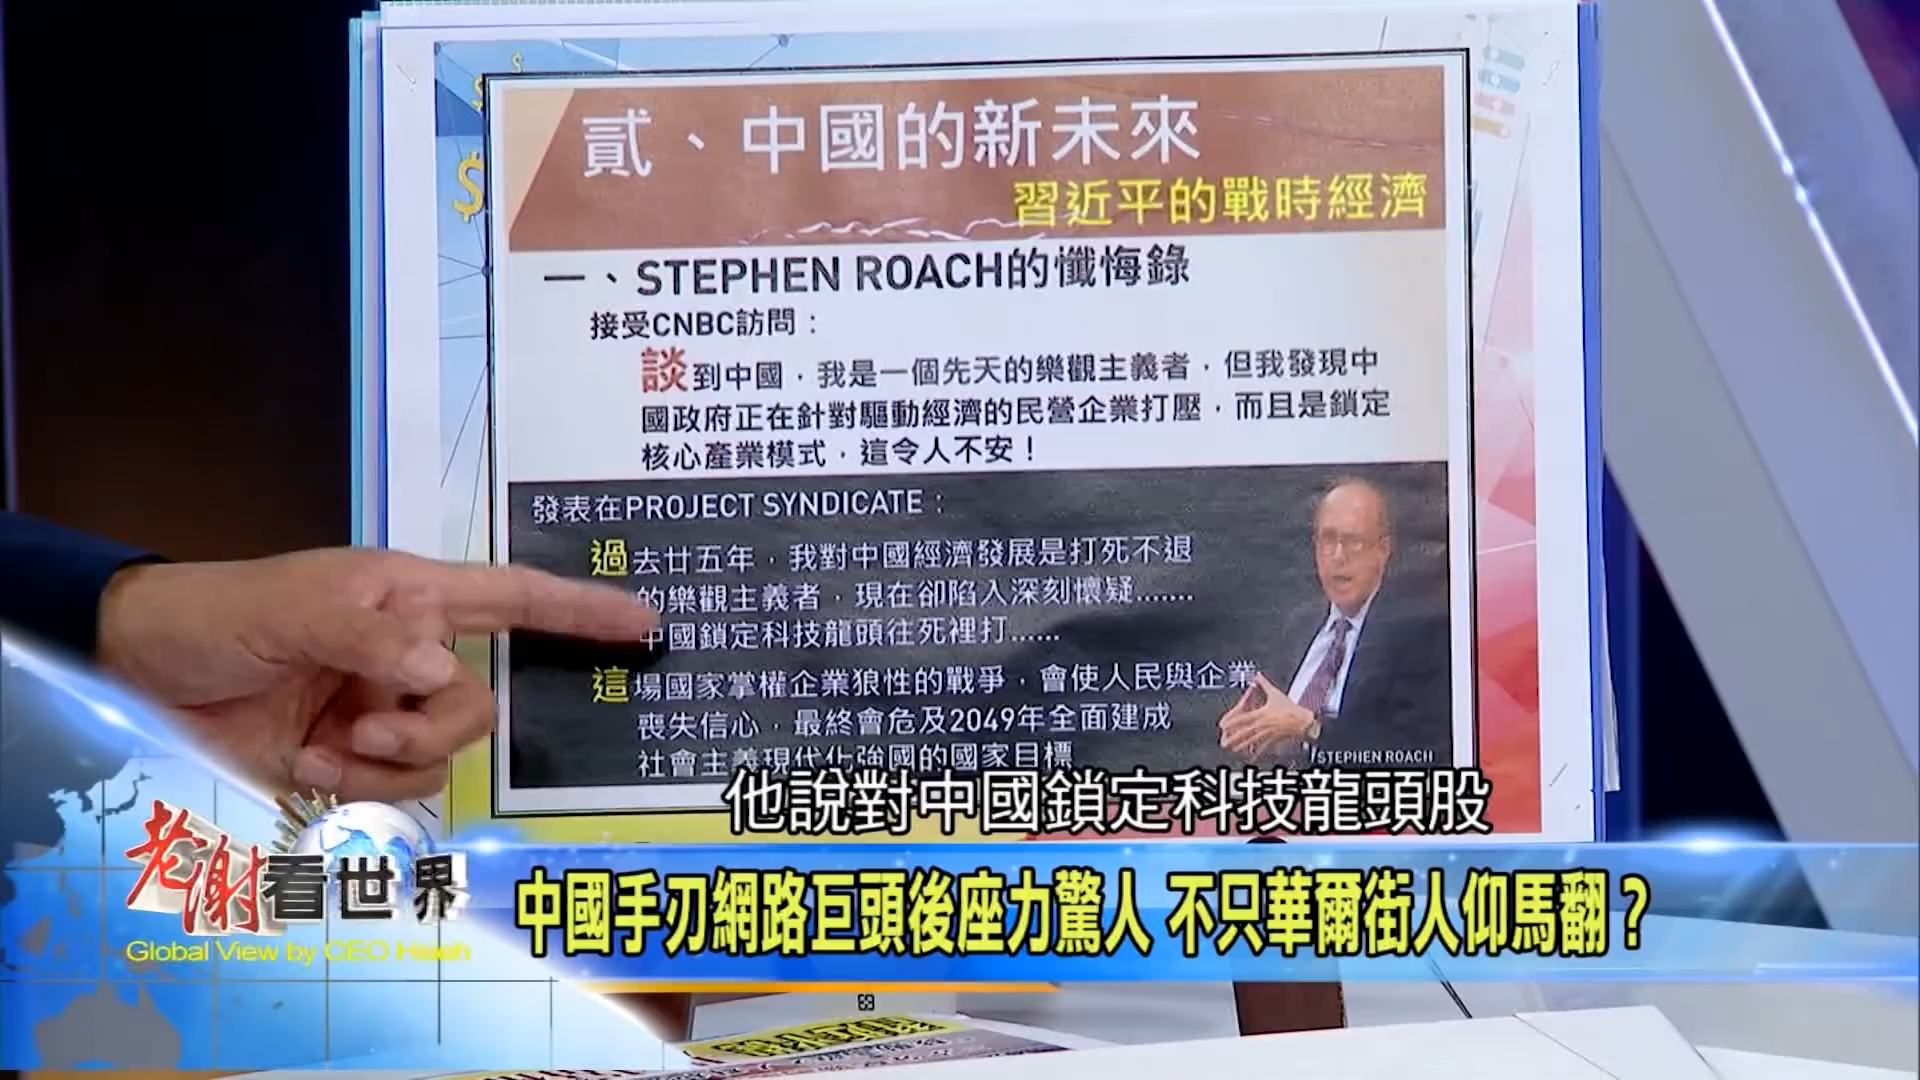 貳、中國的新未來
習近平的戰時經濟
一、STEPHEN ROACH的懺悔錄
接受CNBC訪問：
談到中國，我是一個先天的樂觀主義者，但我發現中
國政府正在針對驅動經濟的民營企業打壓，而且是鎖定
核心產業模式，這令人不安！
發表在PROJECT SYNDICATE：
過去廿五年，我對中國經濟發展是打死不退
的樂觀主義者，現在卻陷入深刻懷疑.......
中國鎖定科技龍頭往死裡打......
這場國家掌權企業狼性的戰爭，會使人民與企業
喪失信心，最終會危及2049年全面建成
社會主義現代化強國的國家目標
STEPHEN ROACH
他說對中國鎖定科技龍頭股
老謝看世界
Global View by CEO Hsieh
中國手刃網路巨頭後座力驚人 不只華爾街人仰馬翻？